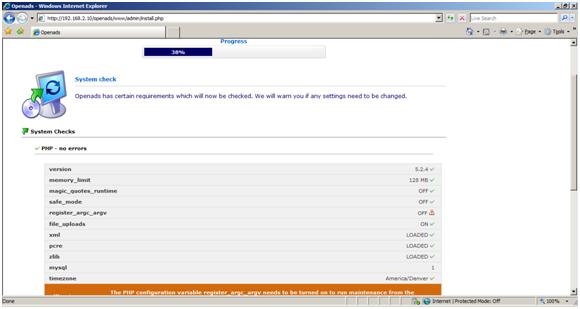 Openads - Windows Internet Explorer
http://192.168.2.10/openads/www/admin/install.php
Live Search
Openads
Page
Tools
Progress
38%
System check
Openads has certain requirements which will now be checked. We will warn you if any settings need to be changed.
System Checks
PHP - no errors
version 5.2.4
memory_limit 128 MB
magic_quotes_runtime OFF
safe_mode OFF
register_argc_argv OFF
file_uploads ON
xml LOADED
pcre LOADED
zlib LOADED
mysql 1
timezone America/Denver
The PHP configuration variable register_argc_argv needs to be turned on to run maintenance from the
Done
Internet | Protected Mode: Off
100%